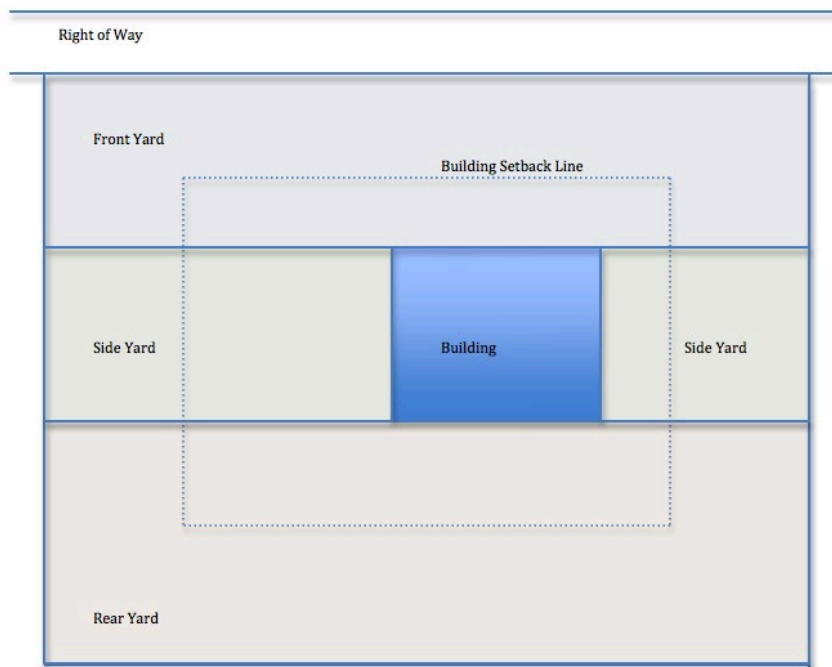 Right of Way
Front Yard
Building Setback Line
Side Yard
Building
Side Yard
Rear Yard